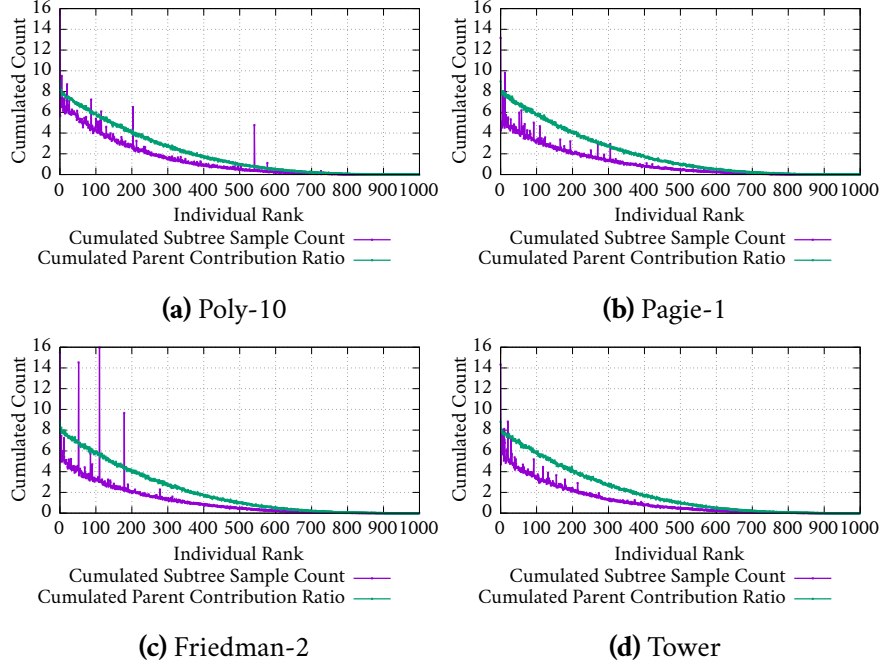 16
14
12
10
8
6
4
2
0
0 100 200 300 400 500 600 700 800 900 1000
Cumulated Count
Individual Rank
Cumulated Subtree Sample Count
Cumulated Parent Contribution Ratio
(a) Poly-10
16
14
12
10
8
6
4
2
0
0 100 200 300 400 500 600 700 800 900 1000
Cumulated Count
Individual Rank
Cumulated Subtree Sample Count
Cumulated Parent Contribution Ratio
(b) Pagie-1
16
14
12
10
8
6
4
2
0
0 100 200 300 400 500 600 700 800 900 1000
Cumulated Count
Individual Rank
Cumulated Subtree Sample Count
Cumulated Parent Contribution Ratio
(c) Friedman-2
16
14
12
10
8
6
4
2
0
0 100 200 300 400 500 600 700 800 900 1000
Cumulated Count
Individual Rank
Cumulated Subtree Sample Count
Cumulated Parent Contribution Ratio
(d) Tower